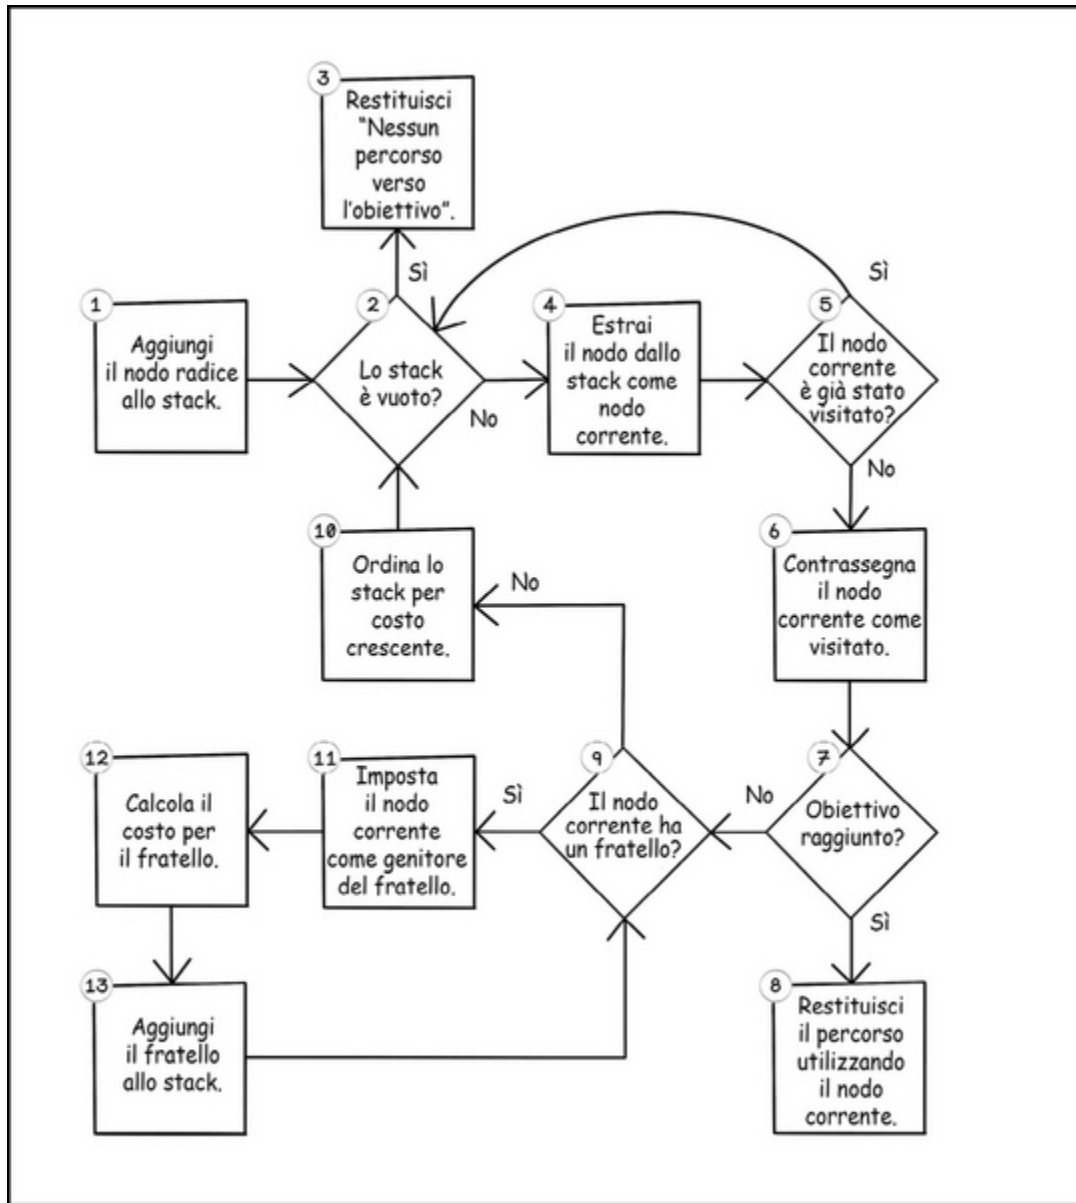 3
Restituisci
"Nessun
percorso
verso
l'obiettivo".
Sì
1
Aggiungi
il nodo radice
allo stack.
2
Lo stack
è vuoto?
No
4
Estrai
il nodo dallo
stack come
nodo
corrente.
5
Sì
Il nodo
corrente
è già stato
visitato?
No
6
Contrassegna
il nodo
corrente come
visitato.
7
Obiettivo
raggiunto?
No
Sì
8
Restituisci
il percorso
utilizzando
il nodo
corrente.
9
Il nodo
corrente ha
un fratello?
No
Sì
10
Ordina lo
stack per
costo
crescente.
11
Imposta
il nodo
corrente
come genitore
del fratello.
12
Calcola il
costo per
il fratello.
13
Aggiungi
il fratello
allo stack.